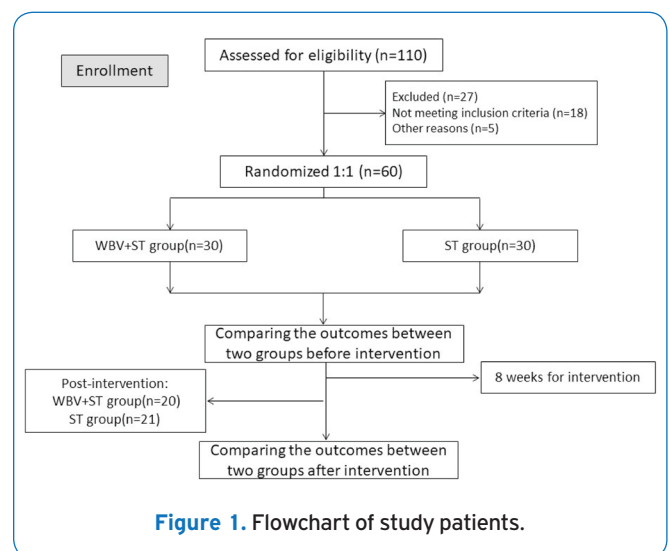 Assessed for eligibility (n=110)
Enrollment
Excluded (n=27)
Not meeting inclusion criteria (n=18)
Other reasons (n=5)
Randomized 1:1 (n=60)
WBV+ST group(n=30)
ST group(n=30)
Comparing the outcomes between
two groups before intervention
8 weeks for intervention
Post-intervention:
WBV+ST group(n=20)
ST group(n=21)
Comparing the outcomes between
two groups after intervention
Figure 1. Flowchart of study patients.